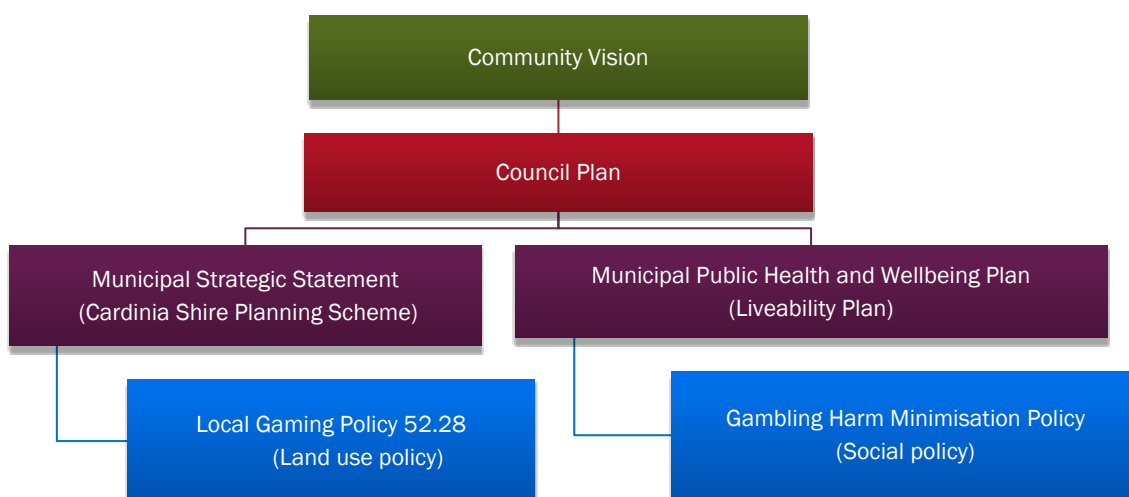 Community Vision
Council Plan
Municipal Strategic Statement
(Cardinia Shire Planning Scheme)
Municipal Public Health and Wellbeing Plan
(Liveability Plan)
Local Gaming Policy 52.28
(Land use policy)
Gambling Harm Minimisation Policy
(Social policy)